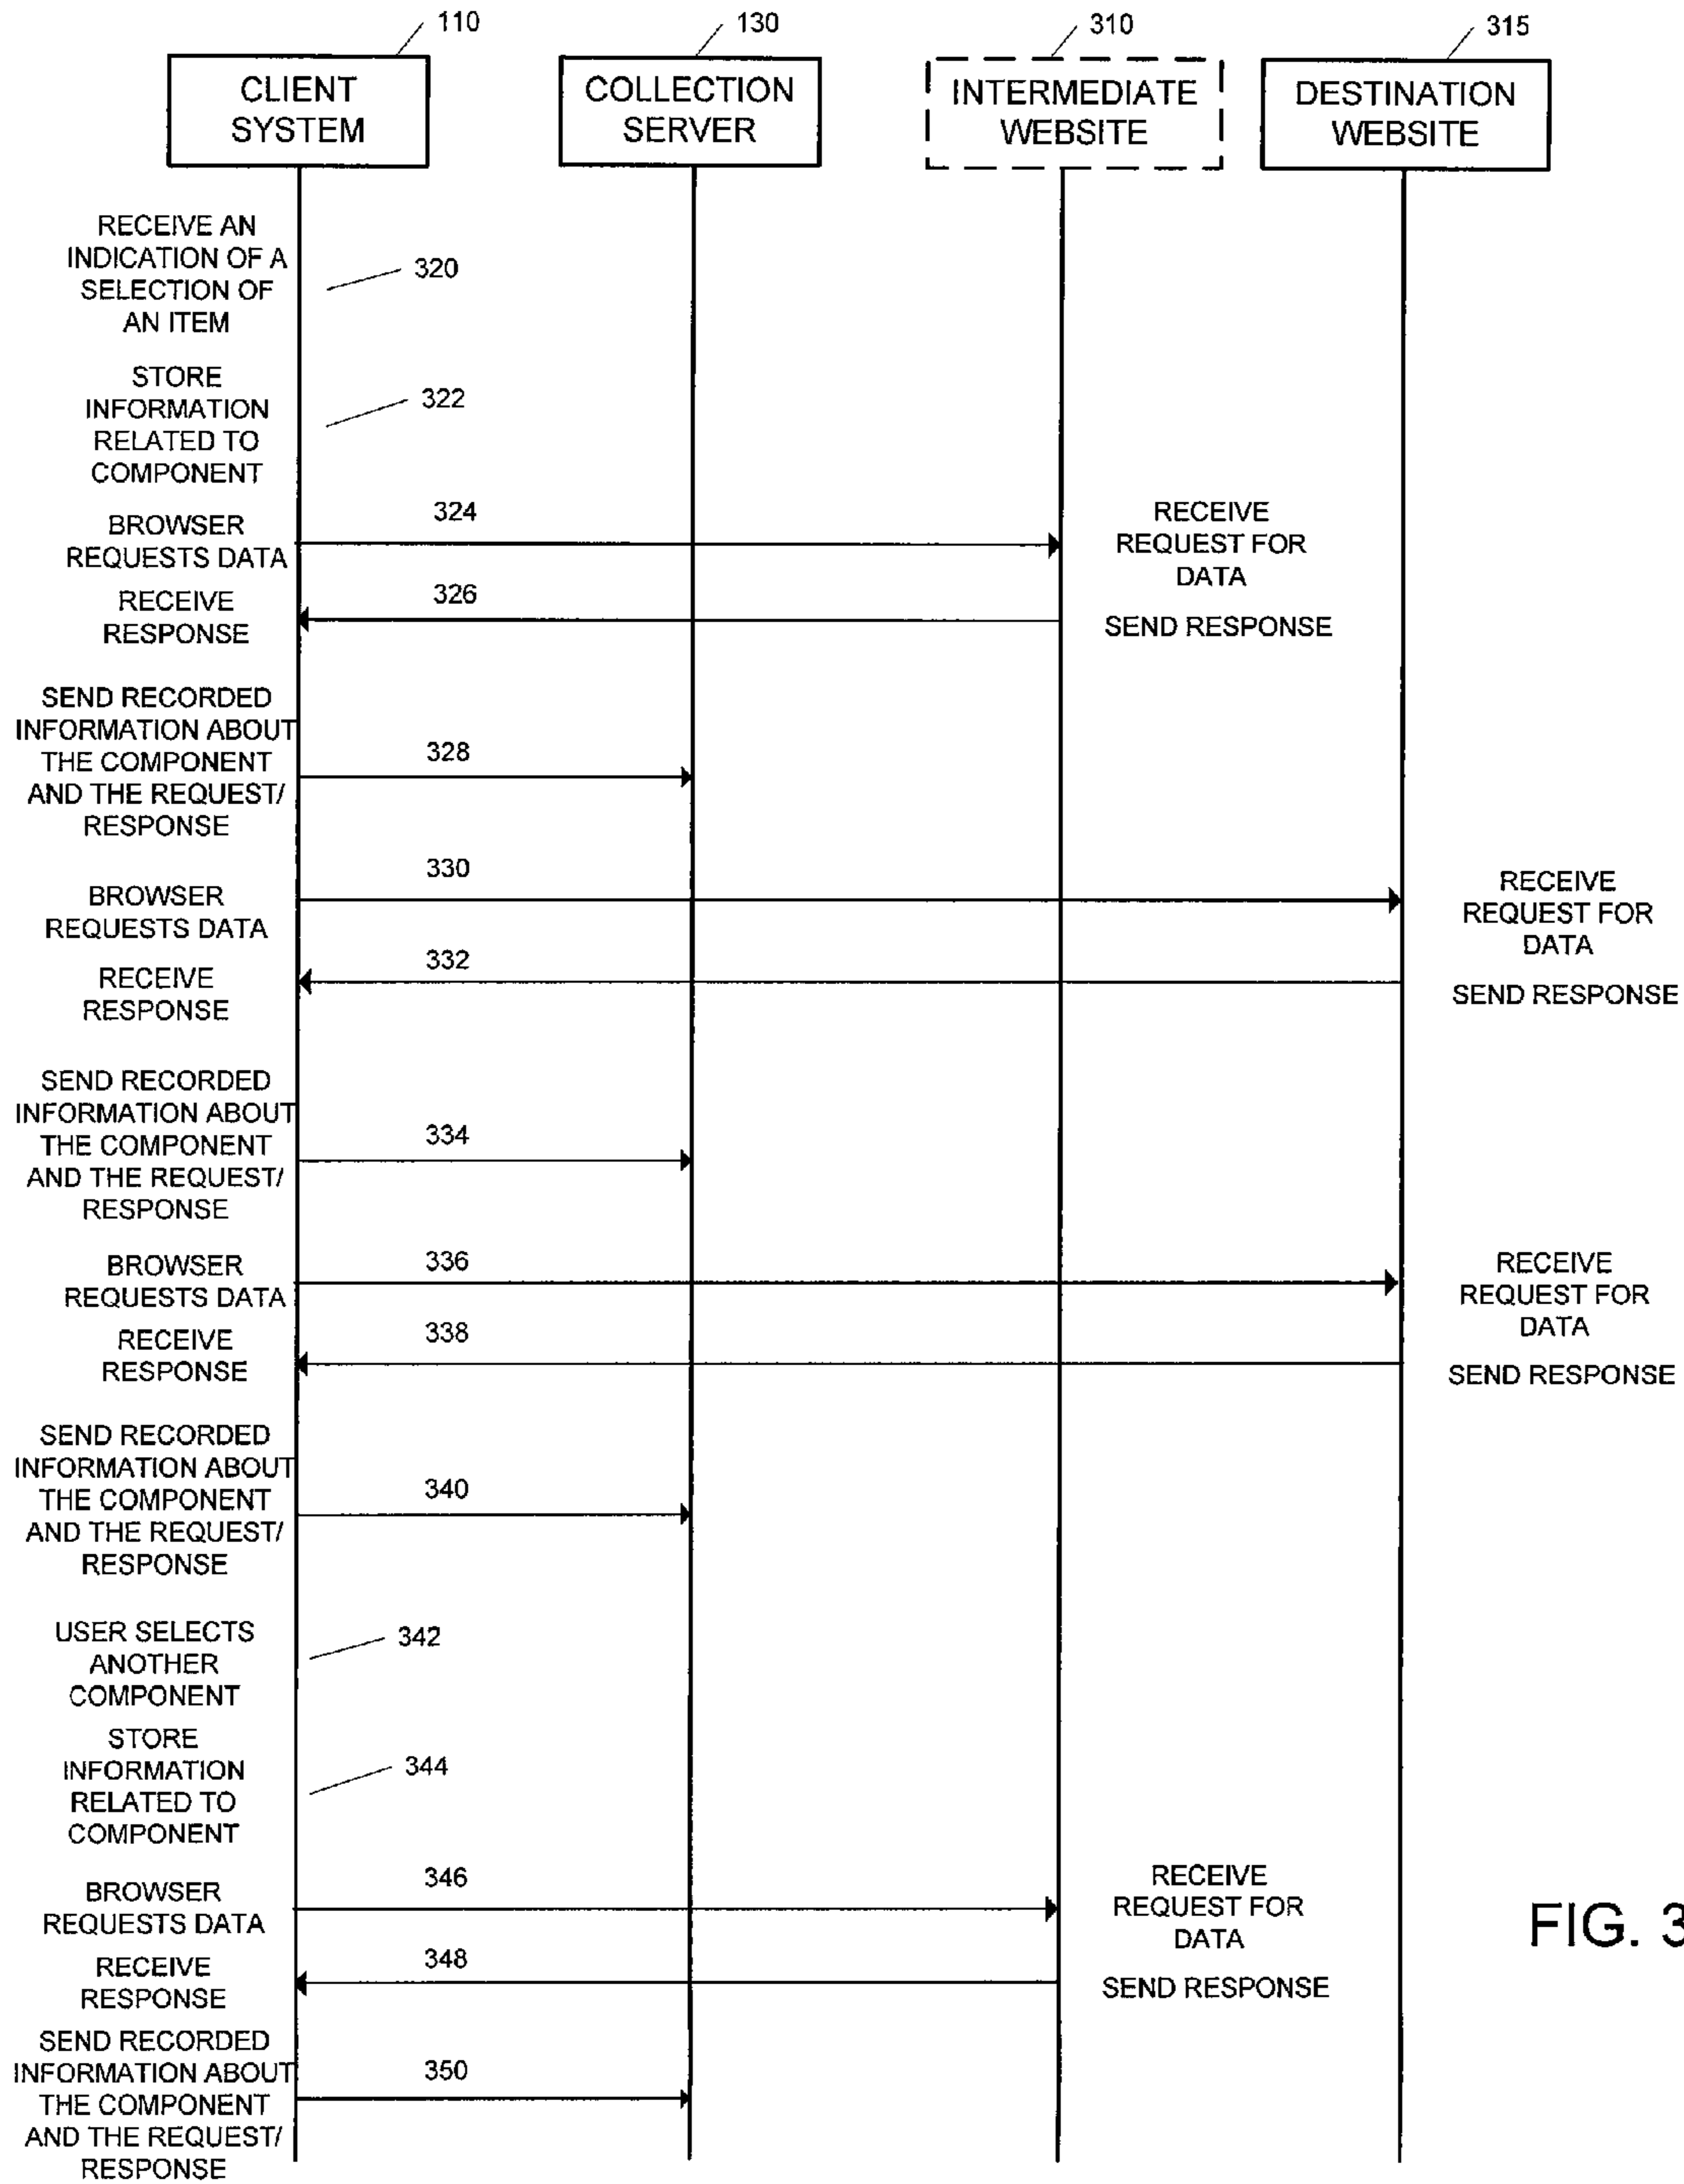 110
130
310
315
CLIENT
SYSTEM
COLLECTION
SERVER
INTERMEDIATE
WEBSITE
DESTINATION
WEBSITE
RECEIVE AN
INDICATION OF A
SELECTION OF
AN ITEM
320
STORE
INFORMATION
RELATED TO
COMPONENT
322
BROWSER
REQUESTS DATA
324
RECEIVE
REQUEST FOR
DATA
RECEIVE
RESPONSE
326
SEND RESPONSE
SEND RECORDED
INFORMATION ABOUT
THE COMPONENT
AND THE REQUEST/
RESPONSE
328
BROWSER
REQUESTS DATA
330
RECEIVE
REQUEST FOR
DATA
RECEIVE
RESPONSE
332
SEND RESPONSE
SEND RECORDED
INFORMATION ABOUT
THE COMPONENT
AND THE REQUEST/
RESPONSE
334
BROWSER
REQUESTS DATA
336
RECEIVE
REQUEST FOR
DATA
RECEIVE
RESPONSE
338
SEND RESPONSE
SEND RECORDED
INFORMATION ABOUT
THE COMPONENT
AND THE REQUEST/
RESPONSE
340
USER SELECTS
ANOTHER
COMPONENT
342
STORE
INFORMATION
RELATED TO
COMPONENT
344
BROWSER
REQUESTS DATA
346
RECEIVE
REQUEST FOR
DATA
RECEIVE
RESPONSE
348
SEND RESPONSE
SEND RECORDED
INFORMATION ABOUT
THE COMPONENT
AND THE REQUEST/
RESPONSE
350
FIG. 3